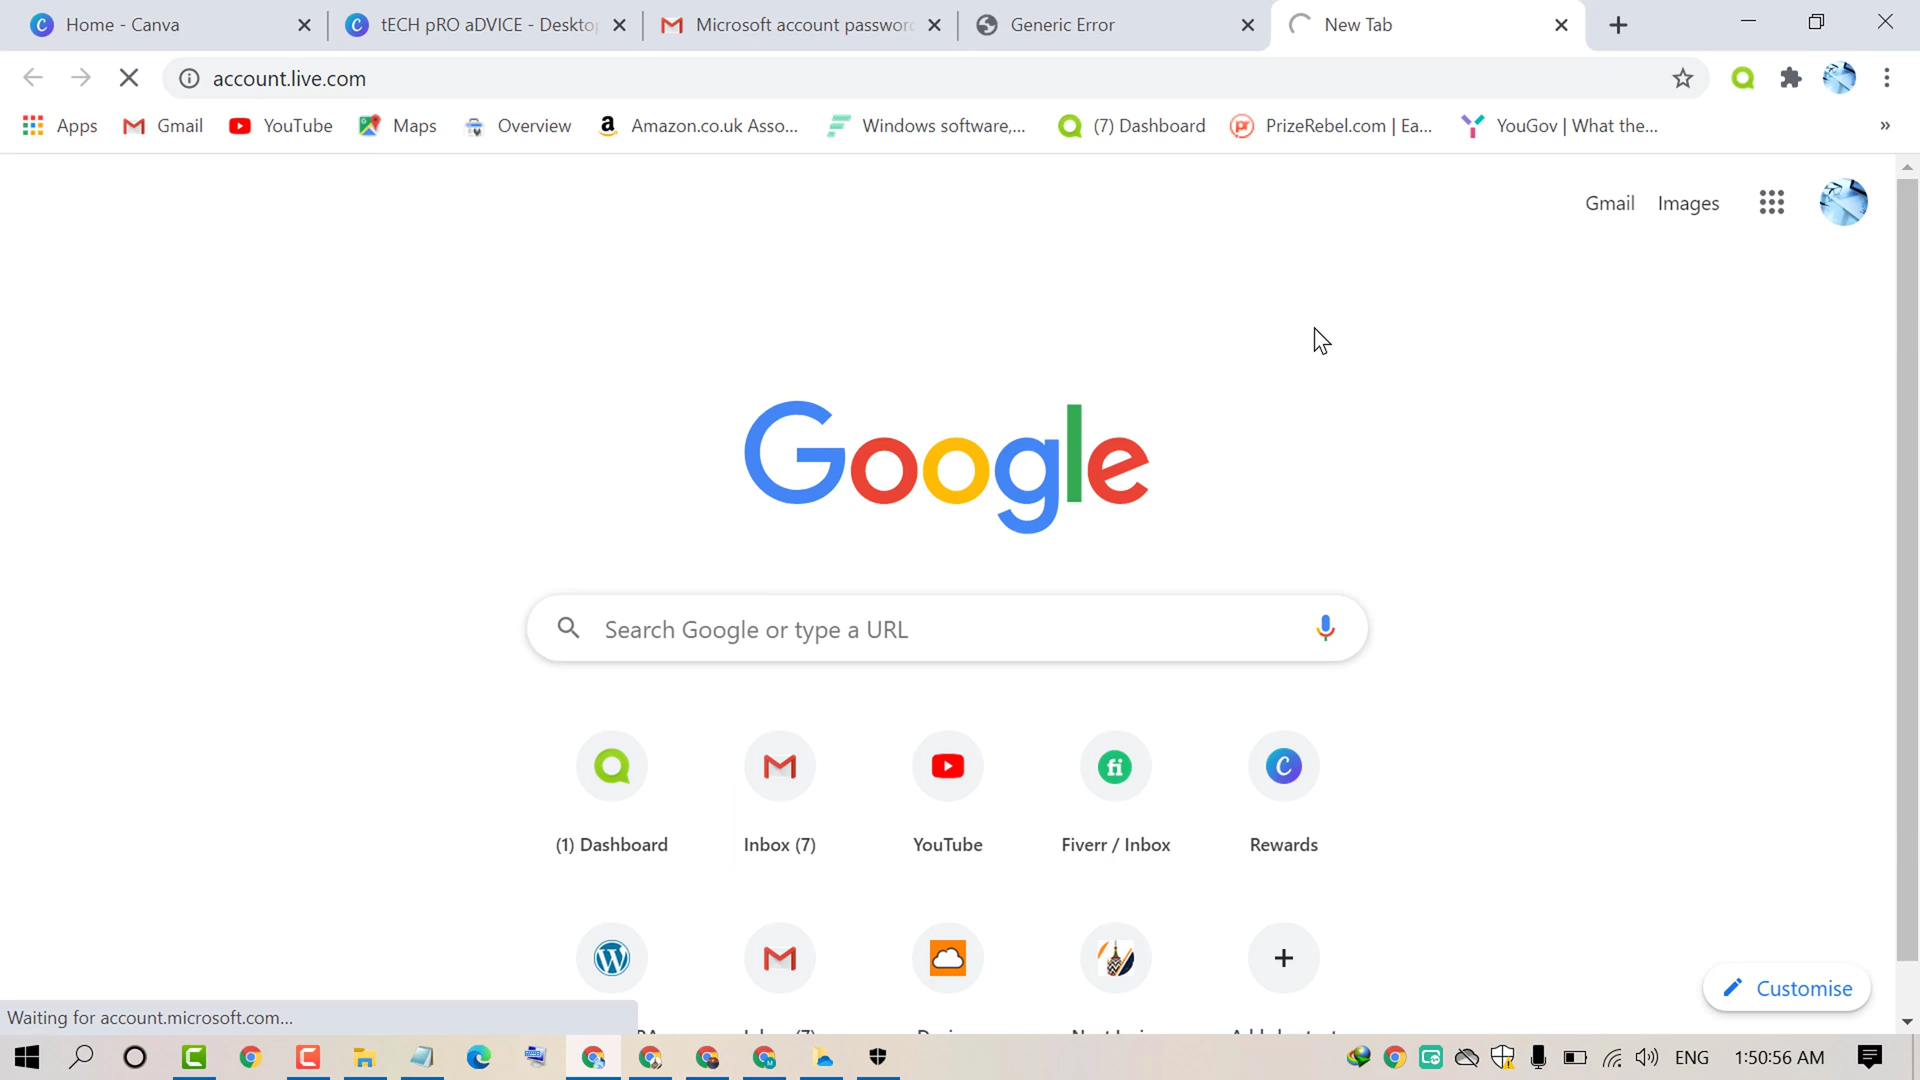 Home - Canva
tECH pRO aDVICE - Deskto
Microsoft account passwor
Generic Error
New Tab
account.live.com
Apps
Gmail
YouTube
Maps
Overview
Amazon.co.uk Asso...
Windows software,...
(7) Dashboard
PrizeRebel.com | Ea...
YouGov | What the...
»
Gmail
Images
Google
Search Google or type a URL
(1) Dashboard
Inbox (7)
YouTube
Fiverr / Inbox
Rewards
Customise
Waiting for account.microsoft.com...
ENG
1:50:56 AM